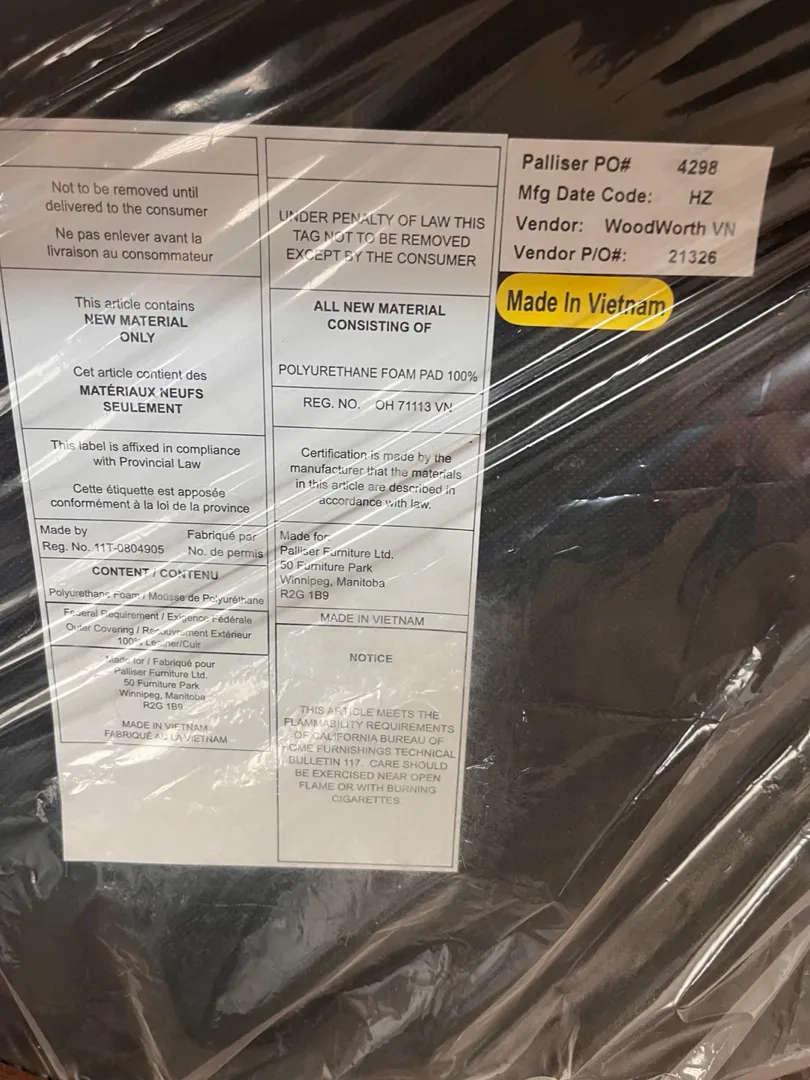 Not to be removed until
delivered to the consumer
Ne pas enlever avant la
livraison au consommateur
This article contains
NEW MATERIAL
ONLY
Cet article contient des
MATÉRIAUX NEUFS
SEULEMENT
This label is affixed in compliance
with Provincial Law
Cette étiquette est apposée
conformément à la loi de la province
Made by Fabriqué par
Reg. No. 11T-0804905 No. de permis
CONTENT / CONTENU
Polyurethane Foam / Mousse de Polyuréthane
Federal Requirement / Exigence Fédérale
Outer Covering / Recouvrement Extérieur
100% Leather/Cuir
Made for / Fabriqué pour
Palliser Furniture Ltd.
50 Furniture Park
Winnipeg, Manitoba
R2G 1B9
MADE IN VIETNAM
FABRIQUÉ AU LA VIETNAM
UNDER PENALTY OF LAW THIS
TAG NOT TO BE REMOVED
EXCEPT BY THE CONSUMER
ALL NEW MATERIAL
CONSISTING OF
POLYURETHANE FOAM PAD 100%
REG. NO. OH 71113 VN
Certification is made by the
manufacturer that the materials
in this article are described in
accordance with law.
Made for:
Palliser Furniture Ltd.
50 Furniture Park
Winnipeg, Manitoba
R2G 1B9
MADE IN VIETNAM
NOTICE
THIS ARTICLE MEETS THE
FLAMMABILITY REQUIREMENTS
OF CALIFORNIA BUREAU OF
HOME FURNISHINGS TECHNICAL
BULLETIN 117. CARE SHOULD
BE EXERCISED NEAR OPEN
FLAME OR WITH BURNING
CIGARETTES.
Palliser PO# 4298
Mfg Date Code: HZ
Vendor: WoodWorth VN
Vendor P/O#: 21326
Made In Vietnam